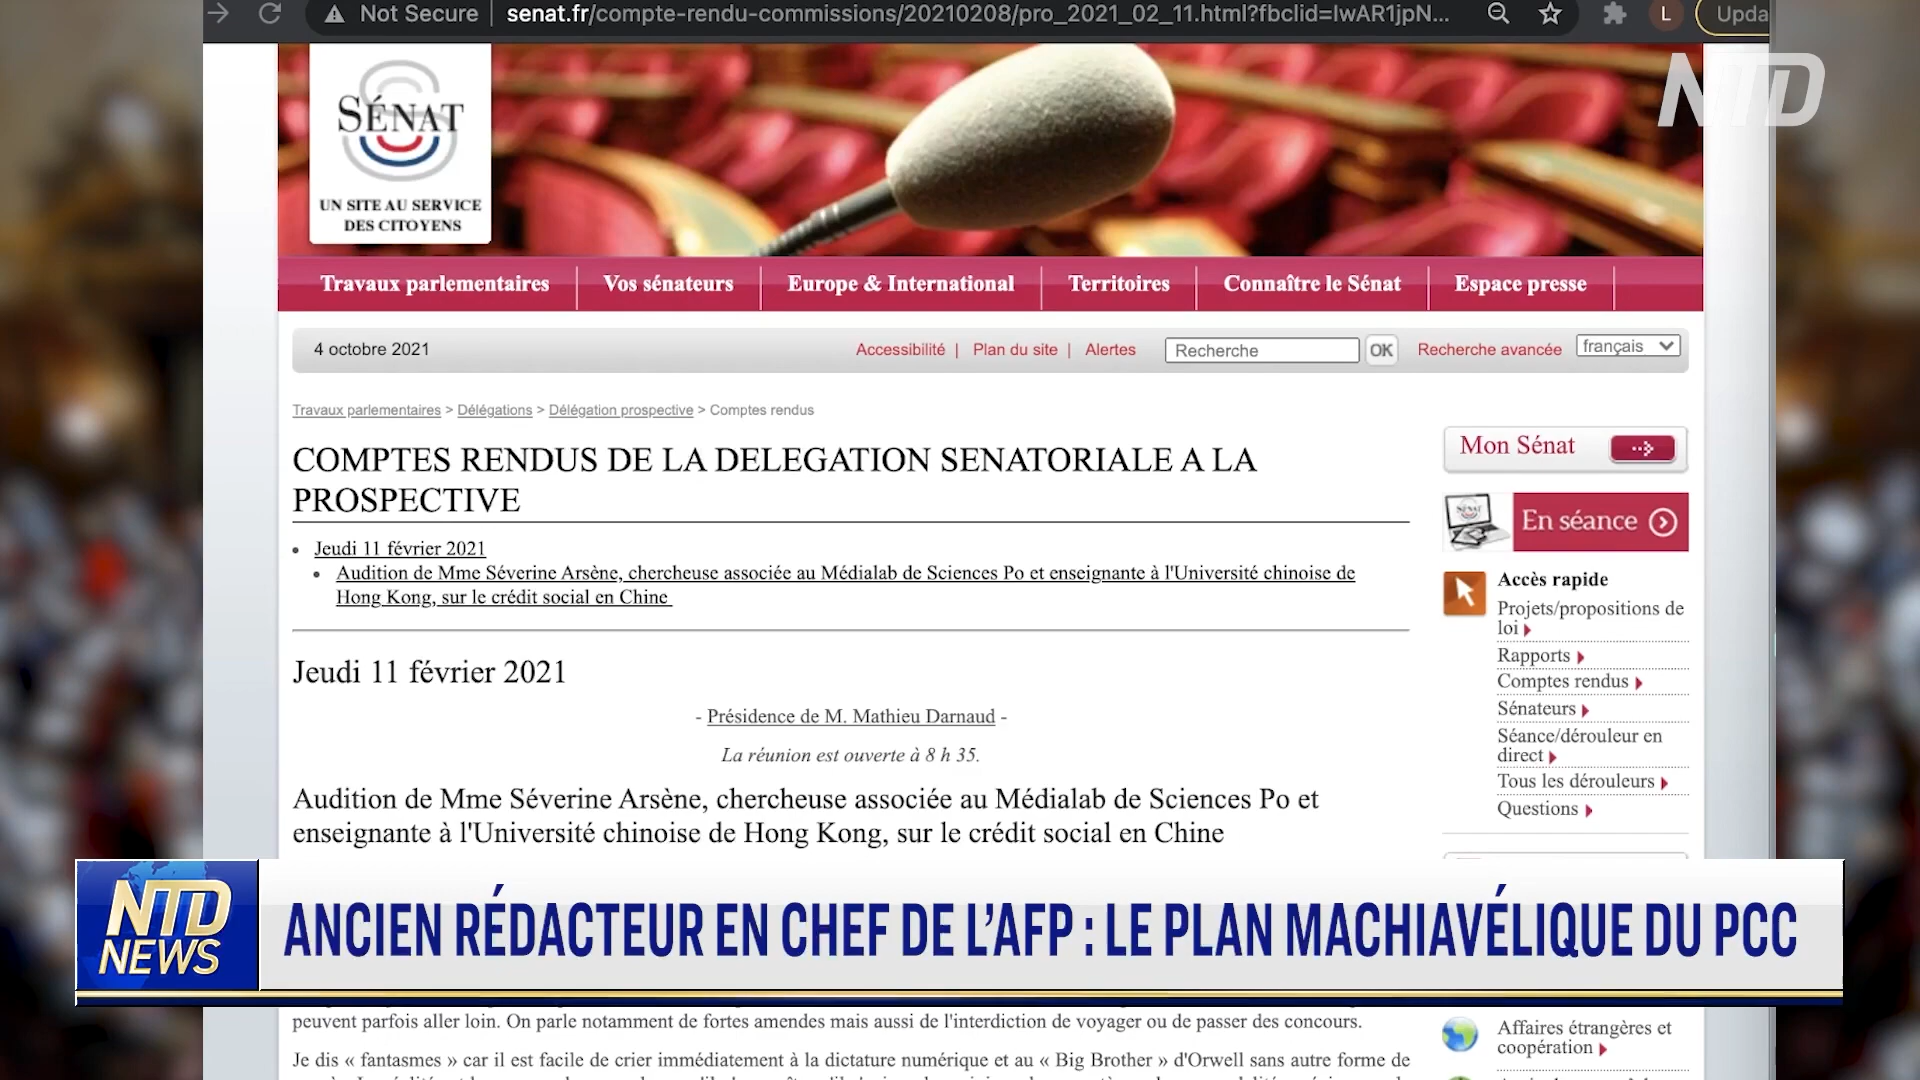 Not Secure
senat.fr/compte-rendu-commissions/20210208/pro_2021_02_11.html?fbclid=IwAR1jpN...
L
Upda
NTD
SÉNAT
UN SITE AU SERVICE
DES CITOYENS
Travaux parlementaires
Vos sénateurs
Europe & International
Territoires
Connaître le Sénat
Espace presse
4 octobre 2021
Accessibilité | Plan du site | Alertes
Recherche
OK
Recherche avancée
français
Travaux parlementaires > Délégations > Délégation prospective > Comptes rendus
COMPTES RENDUS DE LA DELEGATION SENATORIALE A LA
PROSPECTIVE
Jeudi 11 février 2021
Audition de Mme Séverine Arsène, chercheuse associée au Médialab de Sciences Po et enseignante à l'Université chinoise de
Hong Kong, sur le crédit social en Chine
Jeudi 11 février 2021
- Présidence de M. Mathieu Darnaud -
La réunion est ouverte à 8 h 35.
Audition de Mme Séverine Arsène, chercheuse associée au Médialab de Sciences Po et
enseignante à l'Université chinoise de Hong Kong, sur le crédit social en Chine
Mon Sénat
SÉNAT
En séance
Accès rapide
Projets/propositions de
loi
Rapports
Comptes rendus
Sénateurs
Séance/dérouleur en
direct
Tous les dérouleurs
Questions
NTD
NEWS
ANCIEN RÉDACTEUR EN CHEF DE L’AFP : LE PLAN MACHIAVÉLIQUE DU PCC
peuvent parfois aller loin. On parle notamment de fortes amendes mais aussi de l'interdiction de voyager ou de passer des concours.
Je dis « fantasmes » car il est facile de crier immédiatement à la dictature numérique et au « Big Brother » d'Orwell sans autre forme de
Affaires étrangères et
coopération